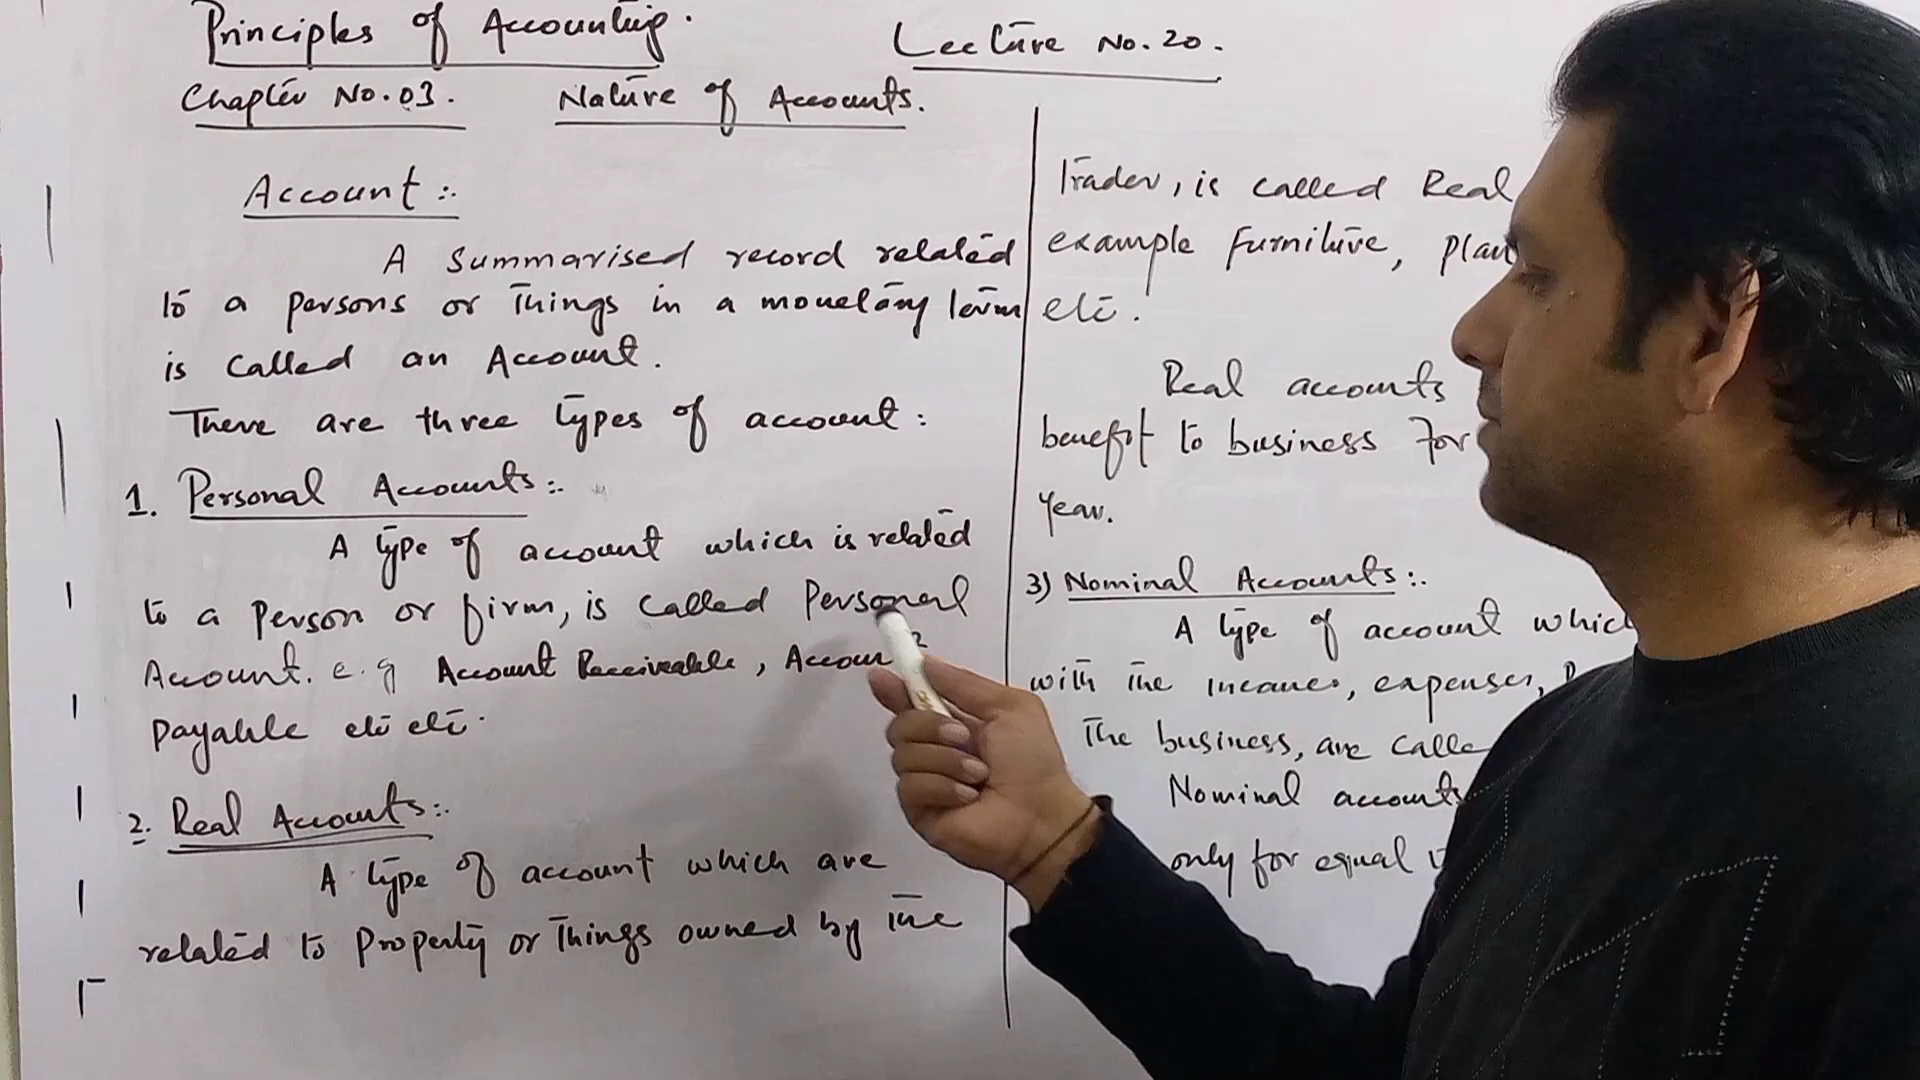 Principles of Accounting.
Lecture No. 20.
Chapter No. 03.
Nature of Accounts.
Account:.
A summarised record related
to a persons or things in a monetary term
is called an Account.
There are three types of account:
1. Personal Accounts:.
A type of account which is related
to a person or firm, is called Personal
Account. e.g Account Receiveable, Accoun
payable etc etc.
2. Real Accounts:.
A type of account which are
related to property or things owned by the
trader, is called Real
example Furniture, plan
etc.
Real accounts
benefit to business for
year.
3) Nominal Accounts:.
A type of account whic
with the incomes, expenses,
the business, are calle
Nominal accounts
only for equal